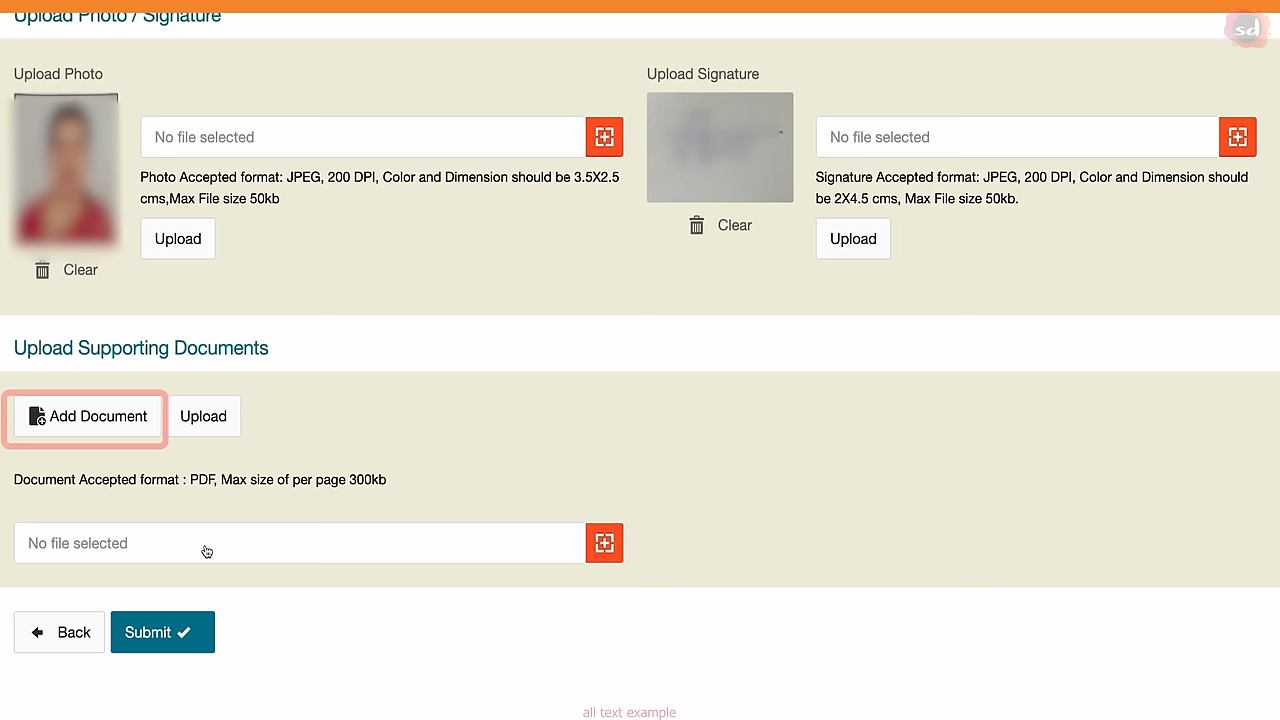 Upload Photo / Signature
sd
Upload Photo
No file selected
Photo Accepted format: JPEG, 200 DPI, Color and Dimension should be 3.5X2.5
cms,Max File size 50kb
Upload
Clear
Upload Signature
No file selected
Signature Accepted format: JPEG, 200 DPI, Color and Dimension should
be 2X4.5 cms, Max File size 50kb.
Upload
Clear
Upload Supporting Documents
Add Document
Upload
Document Accepted format : PDF, Max size of per page 300kb
No file selected
Back
Submit
all text example